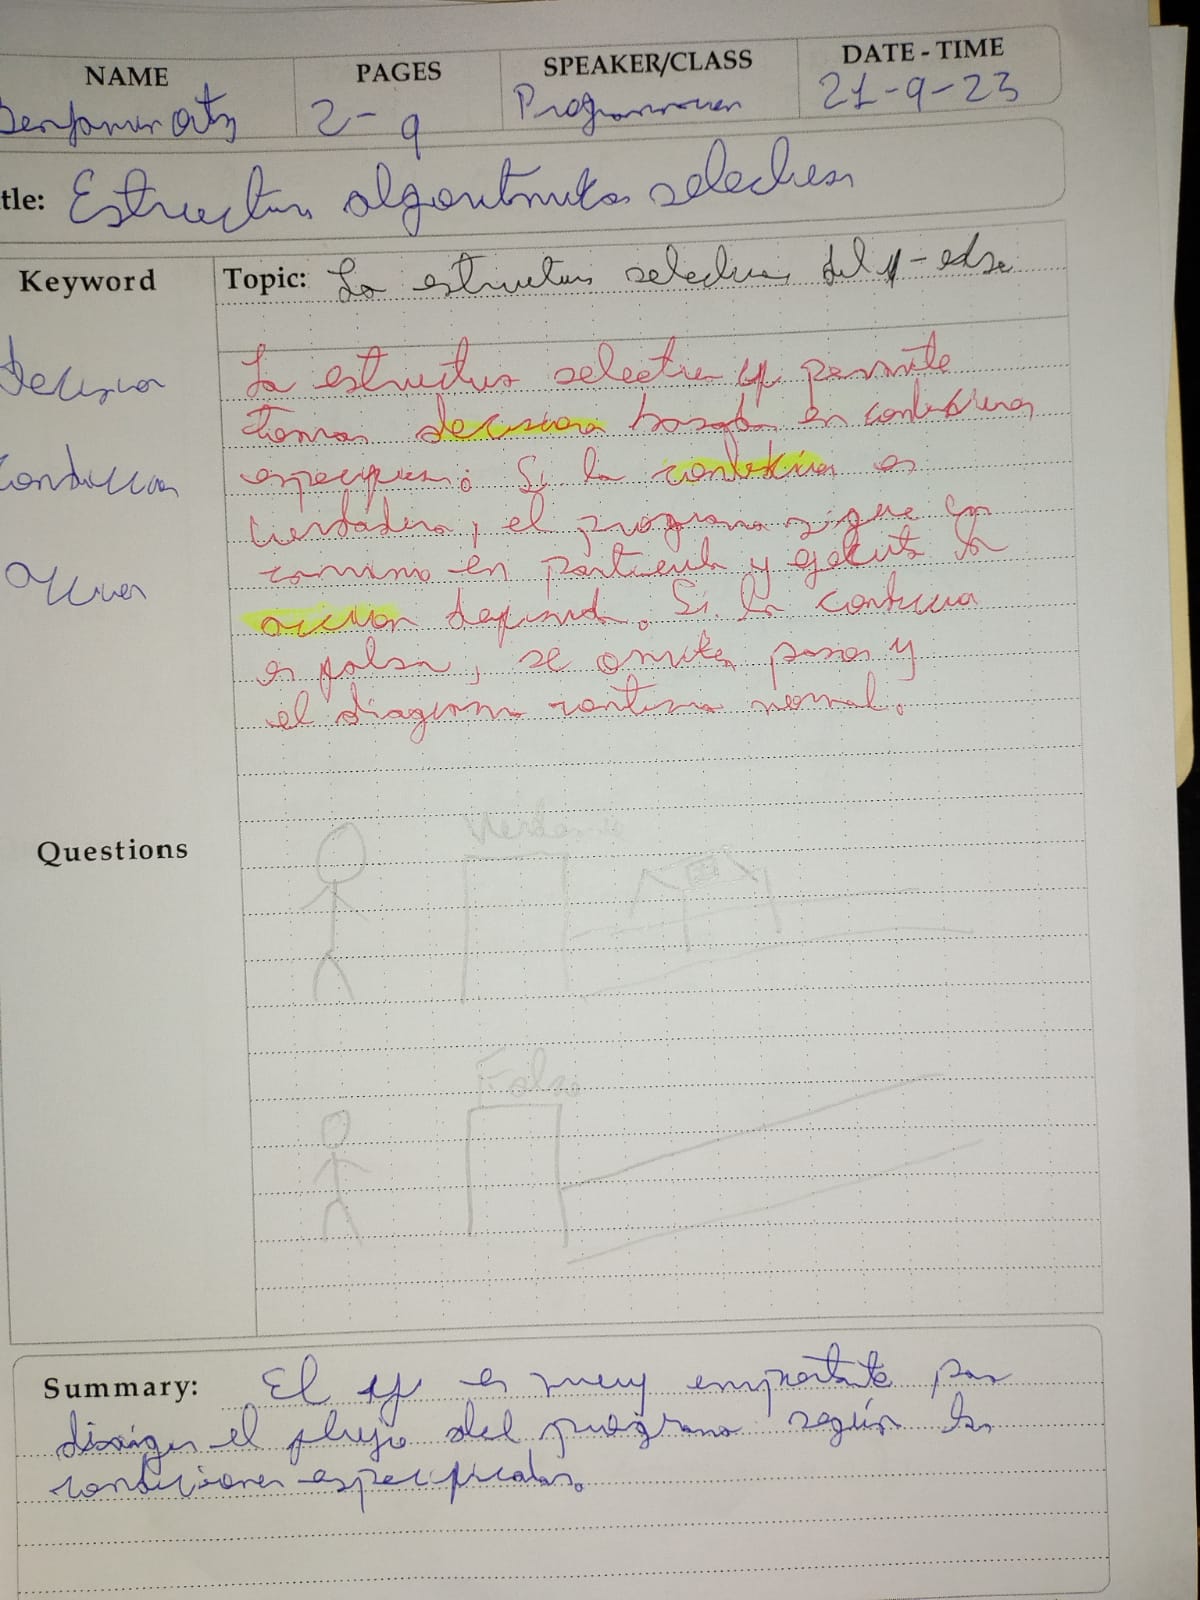 NAME
PAGES
SPEAKER/CLASS
DATE - TIME
Benjamin Ortiz
2-9
Programacion
21-9-23
tle: Estructuras algoritmicas selectivas
Keyword
Topic: La estructura selectiva del if - else
La estructura selectiva if permite
tomar decisiones basada en condiciones
especificas. Si la condicion es
verdadera, el programa sigue un
camino en particular y ejecuta la
accion definida. Si la condicion
es falsa, se omite pasos y
el diagrama continua normal.
decision
condicion
accion
Questions
Verdadero
Falso
Summary: El if es muy importante para
dirigir el flujo del programa según las
condiciones especificadas.